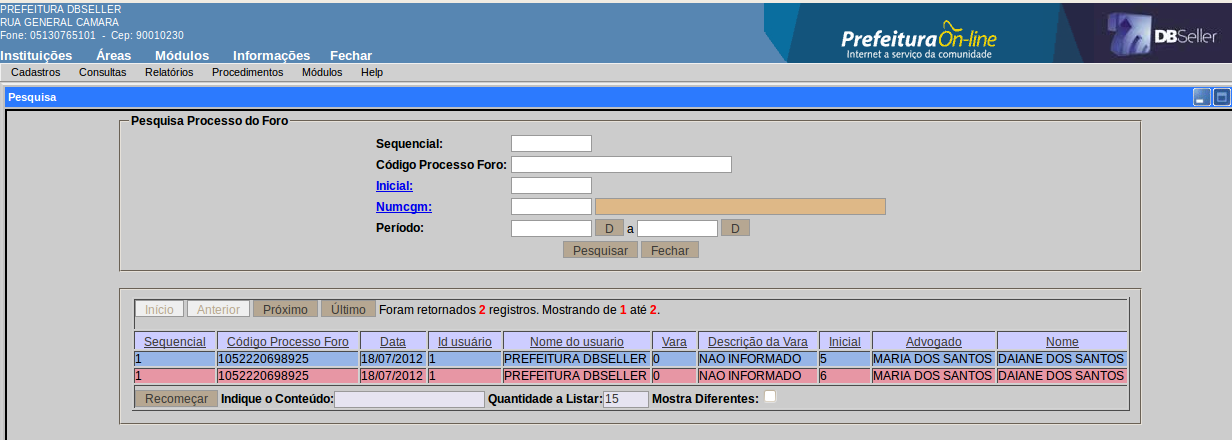 PREFEITURA DBSELLER
RUA GENERAL CAMARA
Fone: 05130765101 - Cep: 90010230
PrefeituraOn-line
Internet a serviço da comunidade
DBSeller
Instituições Áreas Módulos Informações Fechar
Cadastros Consultas Relatórios Procedimentos Módulos Help
Pesquisa
Pesquisa Processo do Foro
Sequencial:
Código Processo Foro:
Inicial:
Numcgm:
Período: D a D
Pesquisar Fechar
Início Anterior Próximo Último Foram retornados 2 registros. Mostrando de 1 até 2.
Sequencial Código Processo Foro Data Id usuário Nome do usuario Vara Descrição da Vara Inicial Advogado Nome
1 1052220698925 18/07/2012 1 PREFEITURA DBSELLER 0 NAO INFORMADO 5 MARIA DOS SANTOS DAIANE DOS SANTOS
1 1052220698925 18/07/2012 1 PREFEITURA DBSELLER 0 NAO INFORMADO 6 MARIA DOS SANTOS DAIANE DOS SANTOS
Recomeçar Indique o Conteúdo: Quantidade a Listar: 15 Mostra Diferentes: